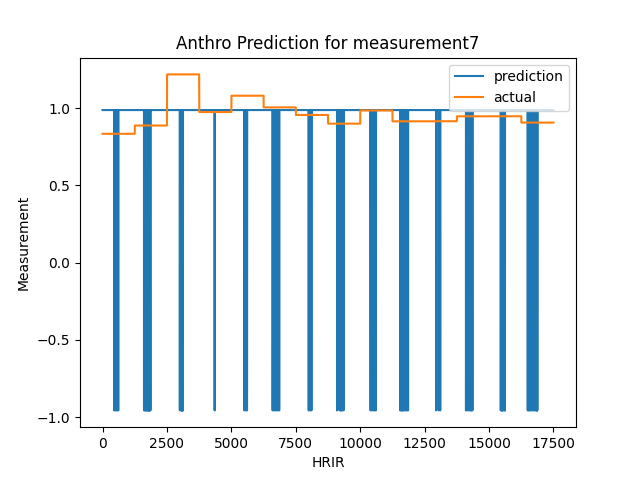 Anthro Prediction for measurement7
prediction
actual
1.0
0.5
0.0
−0.5
−1.0
Measurement
0 2500 5000 7500 10000 12500 15000 17500
HRIR